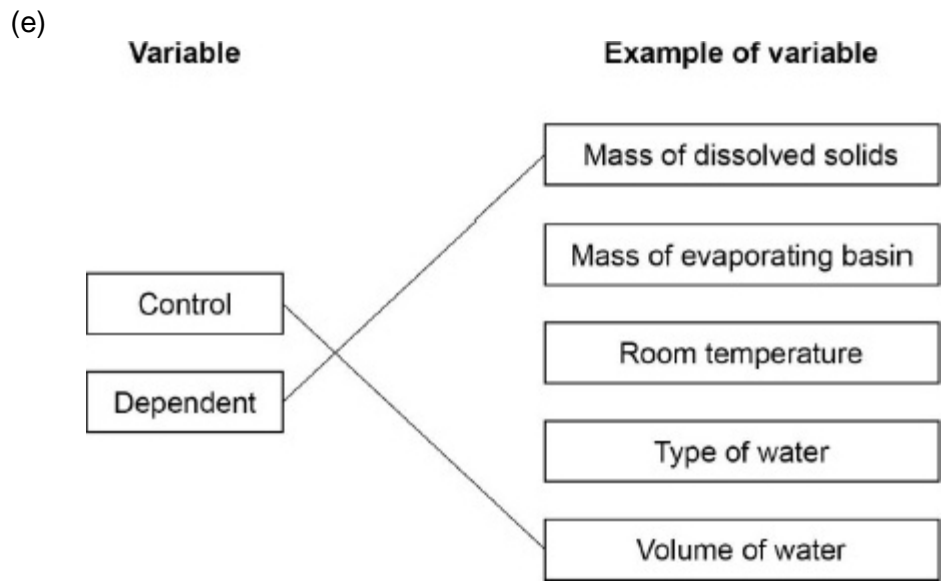 (e)
Variable
Example of variable
Mass of dissolved solids
Mass of evaporating basin
Control
Room temperature
Dependent
Type of water
Volume of water